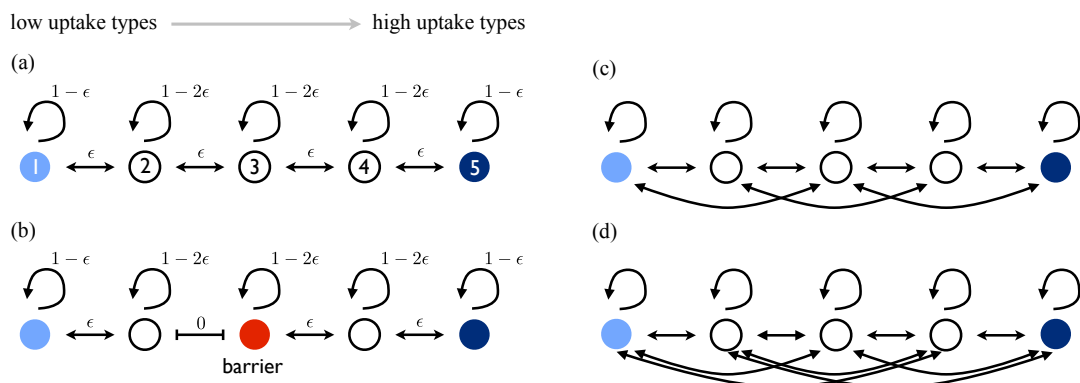 low uptake types high uptake types
(a)
1 − ϵ 1 − 2ϵ 1 − 2ϵ 1 − 2ϵ 1 − ϵ
1 ϵ 2 ϵ 3 ϵ 4 ϵ 5
(b)
1 − ϵ 1 − 2ϵ 1 − 2ϵ 1 − 2ϵ 1 − ϵ
ϵ 0 ϵ ϵ
barrier
(c)
(d)